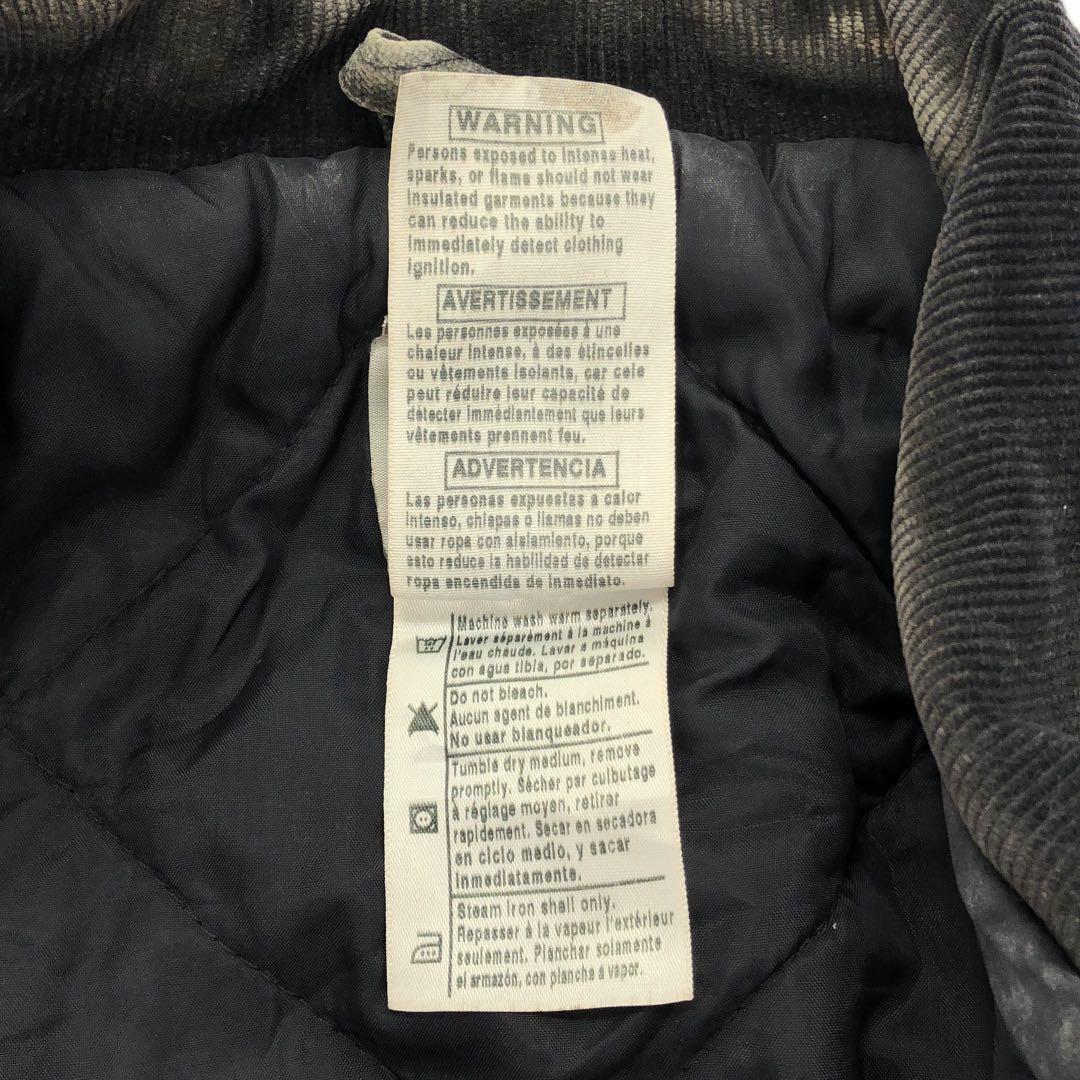 WARNING
Persons exposed to intense heat,
sparks, or flame should not wear
insulated garments because they
can reduce the ability to
immediately detect clothing
ignition.
AVERTISSEMENT
Les personnes exposées à une
chaleur intense, à des étincelles
ou vêtements isolants, car cele
peut réduire leur capacité de
détecter immédiantement que leurs
vêtements prennent feu.
ADVERTENCIA
Las personas expuestas a calor
intenso, chispas o llamas no deben
usar ropa con aislamiento, porque
esto reduce la habilidad de detectar
ropa encendida de inmediato.
Machine wash warm separately.
Laver séparément à la machine à
l'eau chaude. Lavar a máquina
con agua tibia, por separado.
Do not bleach.
Aucun agent de blanchiment.
No usar blanqueador.
Tumble dry medium, remove
promptly. Sécher par culbutage
à réglage moyen, retirer
rapidement. Secar en secadora
en ciclo medio, y sacar
inmediatamente.
Steam iron shell only.
Repasser à la vapeur l'extérieur
seulement. Planchar solamente
el armazón, con plancha á vapor.